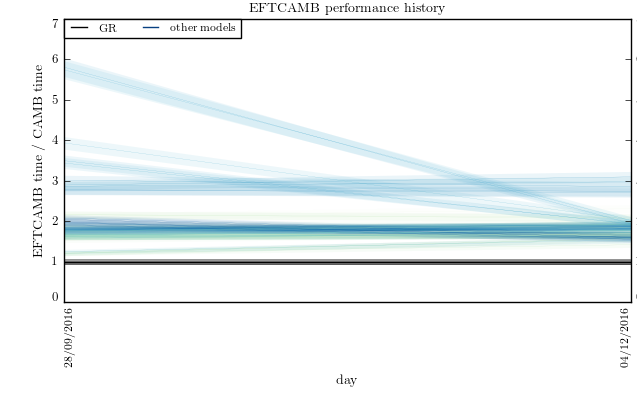 EFTCAMB performance history
GR
other models
7
6
5
4
3
2
1
0
EFTCAMB time / CAMB time
28/09/2016
04/12/2016
day